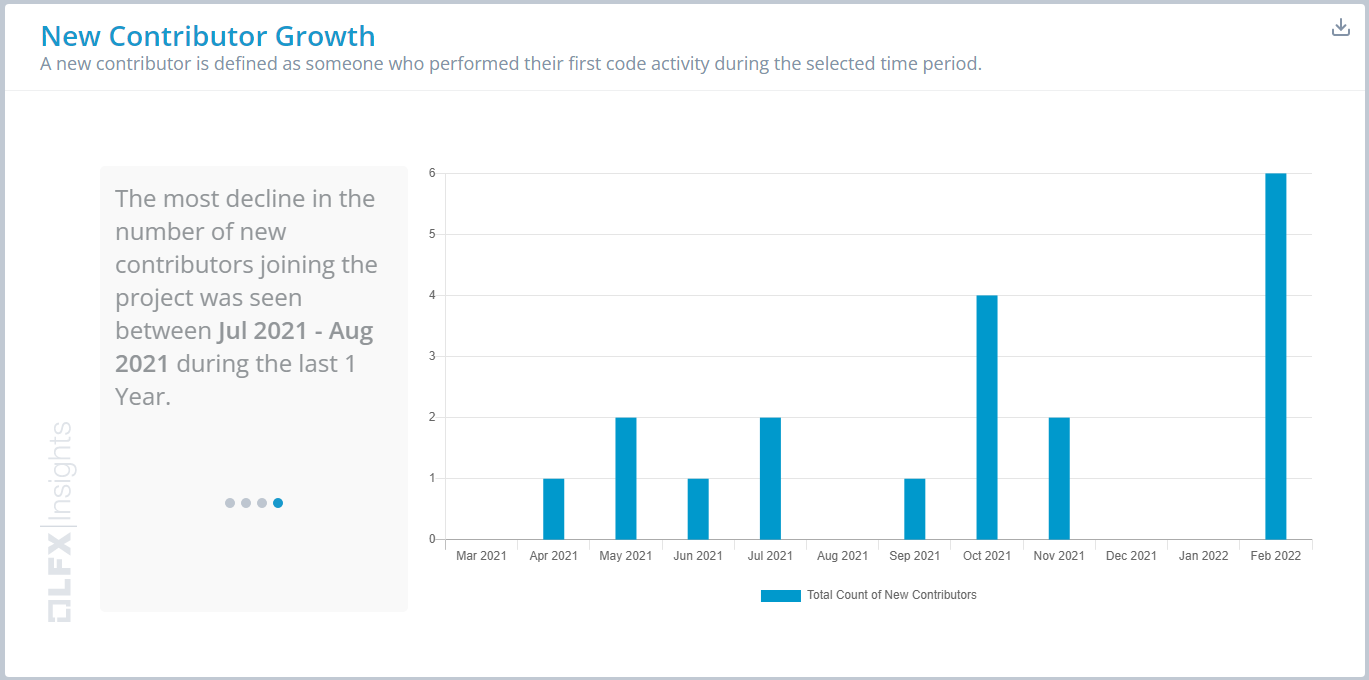 New Contributor Growth
A new contributor is defined as someone who performed their first code activity during the selected time period.
The most decline in the
number of new
contributors joining the
project was seen
between Jul 2021 - Aug
2021 during the last 1
Year.
LFX|Insights
6
5
4
3
2
1
0
Mar 2021 Apr 2021 May 2021 Jun 2021 Jul 2021 Aug 2021 Sep 2021 Oct 2021 Nov 2021 Dec 2021 Jan 2022 Feb 2022
Total Count of New Contributors